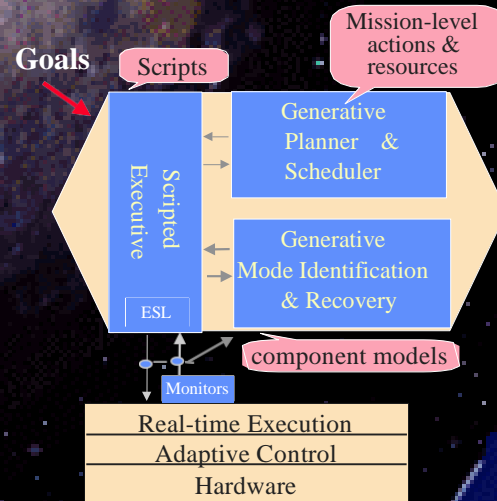 Goals
Scripts
Mission-level
actions &
resources
Scripted
Executive
ESL
Generative
Planner &
Scheduler
Generative
Mode Identification
& Recovery
component models
Monitors
Real-time Execution
Adaptive Control
Hardware